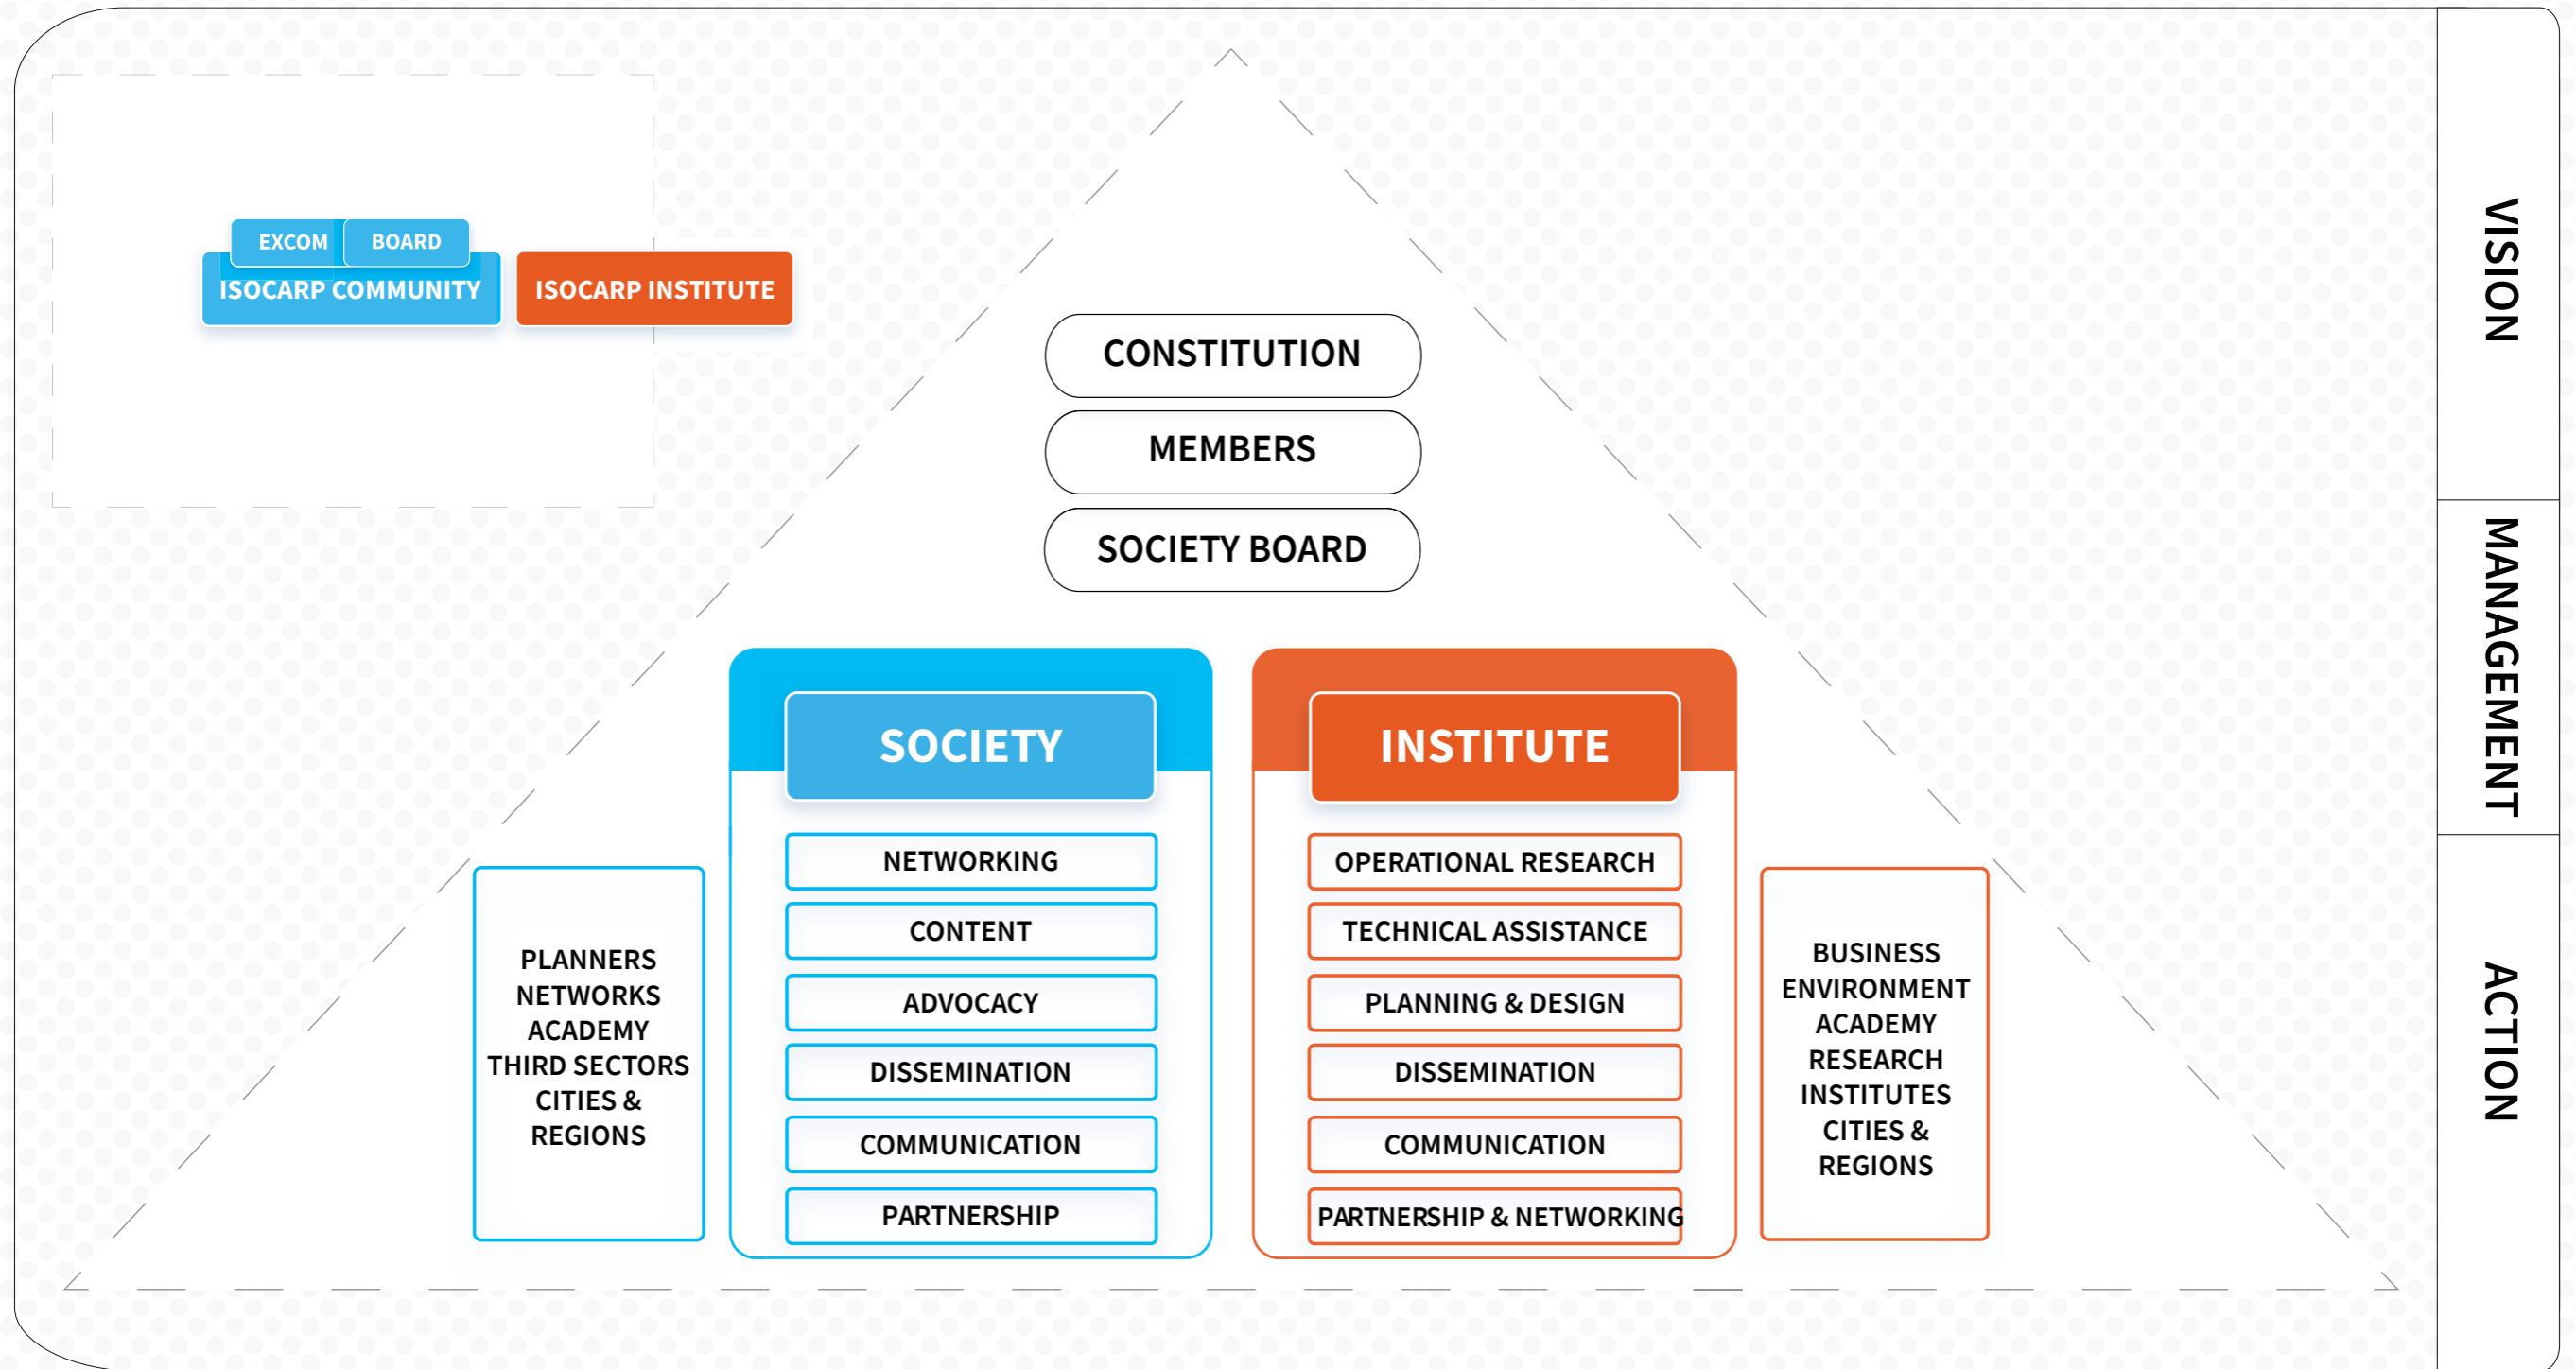 EXCOM
BOARD
ISOCARP COMMUNITY
ISOCARP INSTITUTE
CONSTITUTION
MEMBERS
SOCIETY BOARD
SOCIETY
NETWORKING
CONTENT
ADVOCACY
DISSEMINATION
COMMUNICATION
PARTNERSHIP
INSTITUTE
OPERATIONAL RESEARCH
TECHNICAL ASSISTANCE
PLANNING & DESIGN
DISSEMINATION
COMMUNICATION
PARTNERSHIP & NETWORKING
PLANNERS
NETWORKS
ACADEMY
THIRD SECTORS
CITIES &
REGIONS
BUSINESS
ENVIRONMENT
ACADEMY
RESEARCH
INSTITUTES
CITIES &
REGIONS
VISION
MANAGEMENT
ACTION